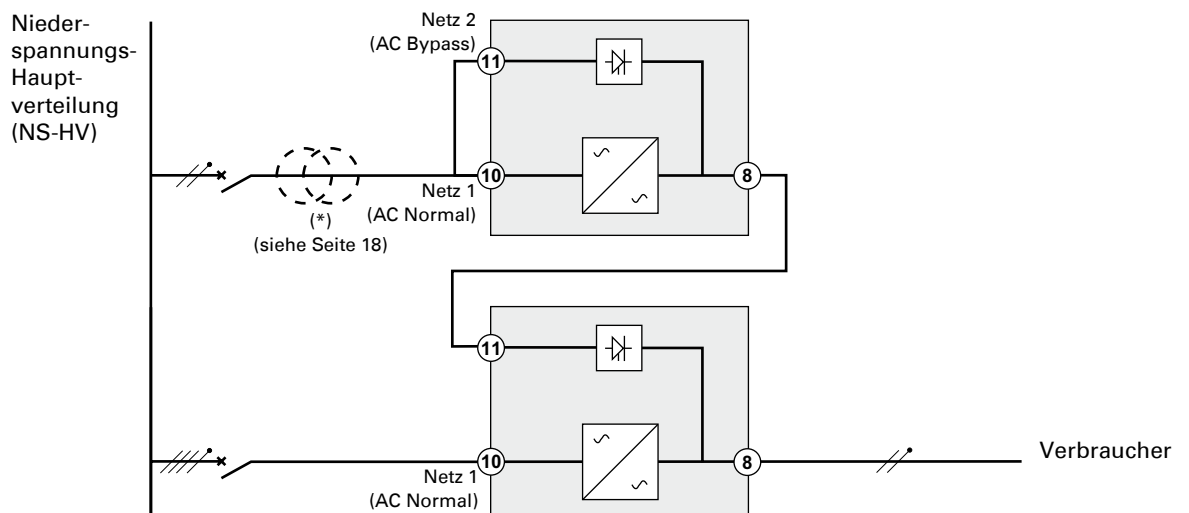 Nieder-
spannungs-
Haupt-
verteilung
(NS-HV)
Netz 2
(AC Bypass)
11
10
8
Netz 1
(AC Normal)
(*)
(siehe Seite 18)
11
10
8
Netz 1
(AC Normal)
Verbraucher